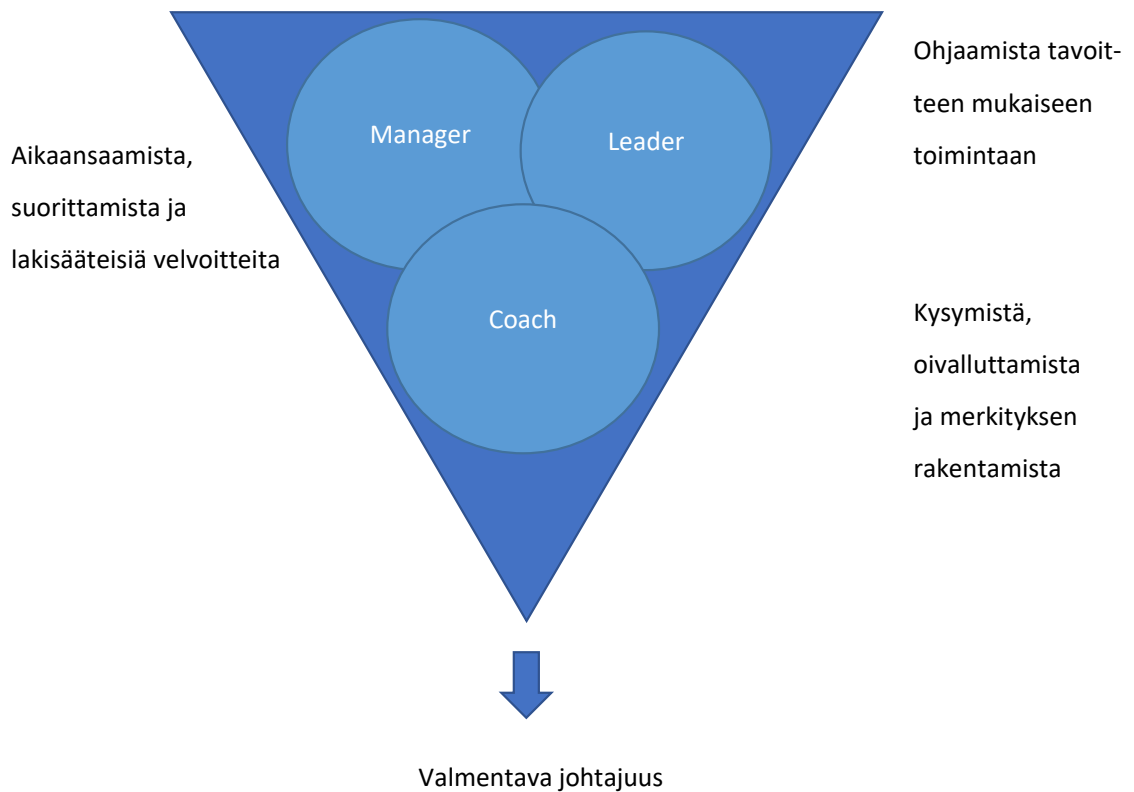 Manager
Leader
Coach
Aikaansaamista,
suorittamista ja
lakisääteisiä velvoitteita
Ohjaamista tavoit-
teen mukaiseen
toimintaan
Kysymistä,
oivalluttamista
ja merkityksen
rakentamista
Valmentava johtajuus